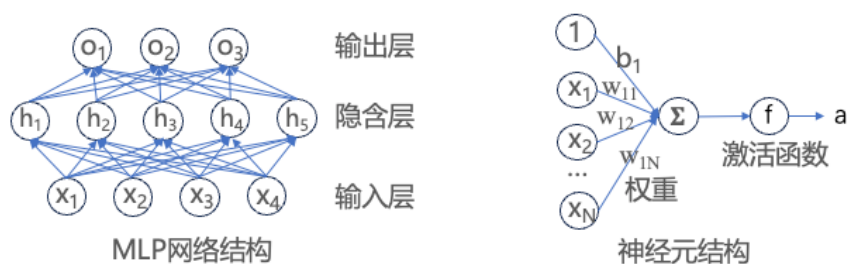 o₁ o₂ o₃ 输出层
h₁ h₂ h₃ h₄ h₅ 隐含层
x₁ x₂ x₃ x₄ 输入层
MLP网络结构
1
b₁
x₁ w₁₁
w₁₂
x₂
w₁N
...
xN
权重
Σ
f
a
激活函数
神经元结构